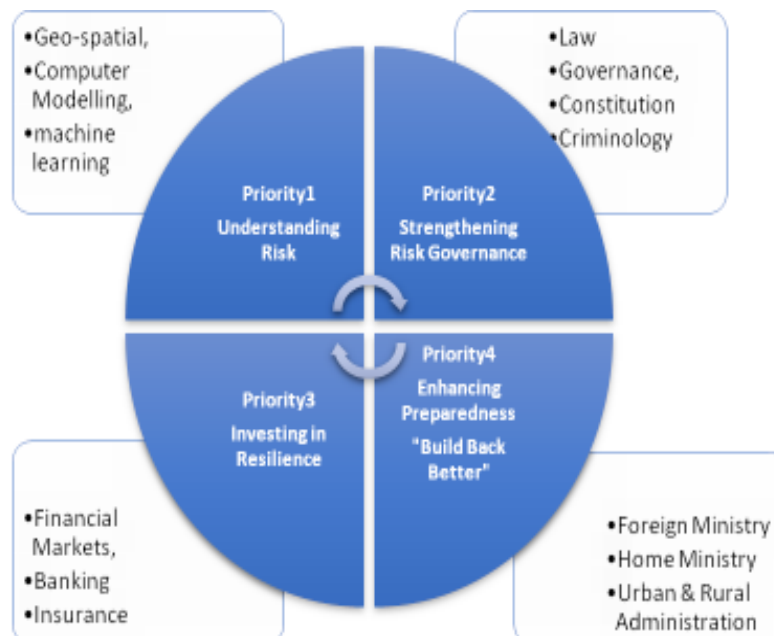 •Geo-spatial,
•Computer
Modelling,
•machine
learning
•Law
•Governance,
•Constitution
•Criminology
Priority1
Understanding
Risk
Priority2
Strengthening
Risk Governance
Priority3
Investing in
Resilience
Priority4
Enhancing
Preparedness
"Build Back
Better"
•Financial
Markets,
•Banking
•Insurance
•Foreign Ministry
•Home Ministry
•Urban & Rural
Administration